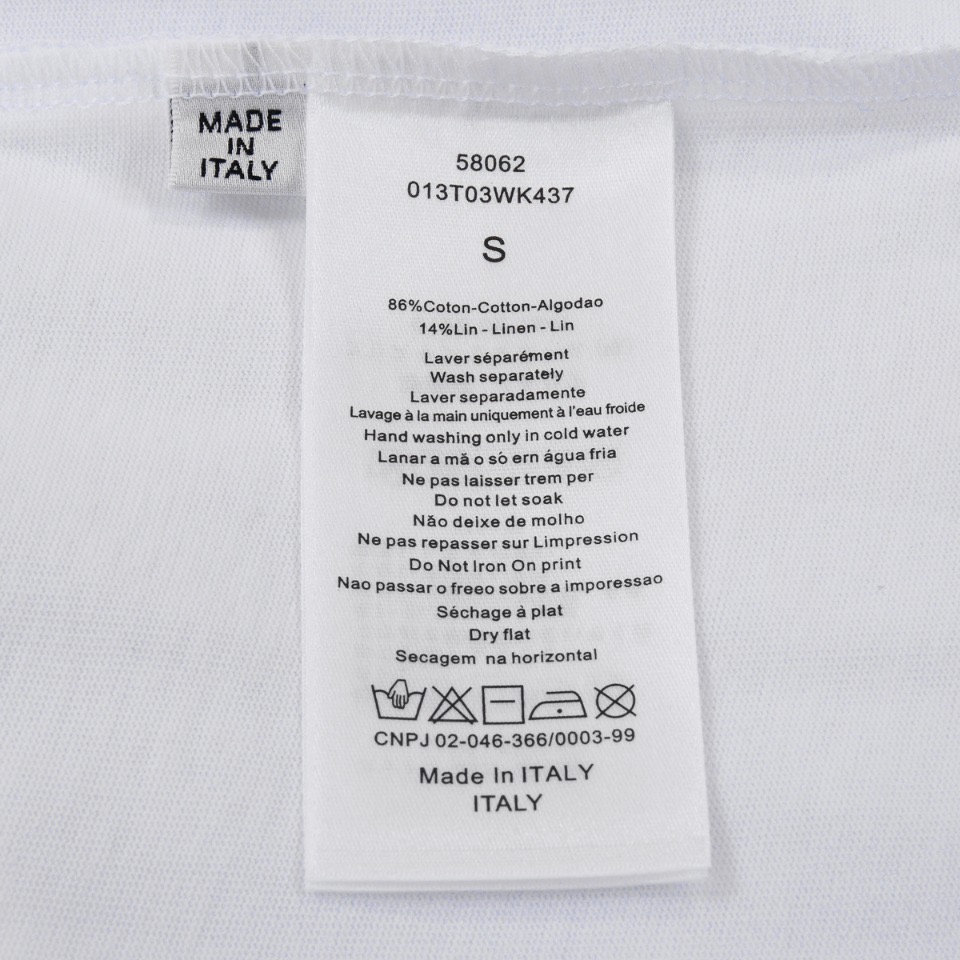 MADE
IN
ITALY
58062
013T03WK437
S
86%Coton-Cotton-Algodao
14%Lin - Linen - Lin
Laver séparément
Wash separately
Laver separadamente
Lavage à la main uniquement à l'eau froide
Hand washing only in cold water
Lanar a mã o só ern água fria
Ne pas laisser trem per
Do not let soak
Não deixe de molho
Ne pas repasser sur Limpression
Do Not Iron On print
Nao passar o freeo sobre a imporessao
Séchage à plat
Dry flat
Secagem na horizontal
CNPJ 02-046-366/0003-99
Made In ITALY
ITALY